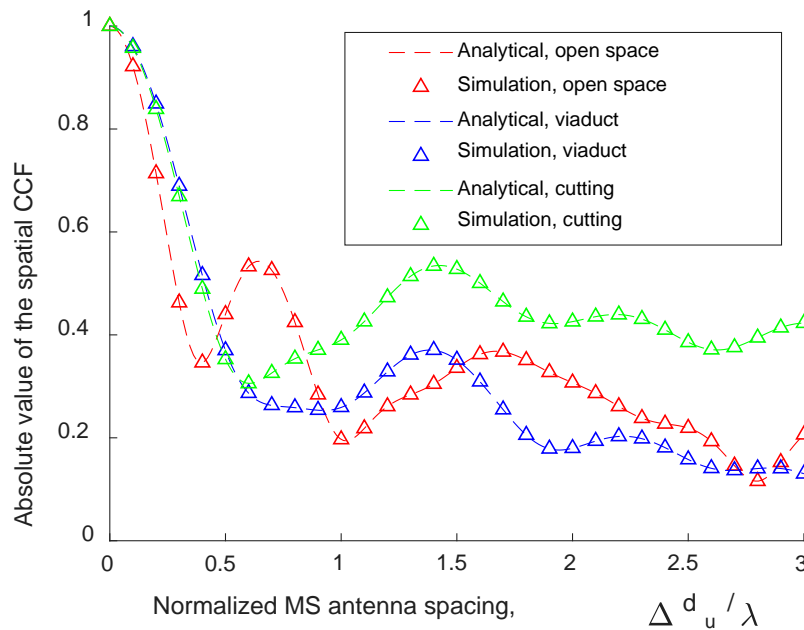 Absolute value of the spatial CCF
1
0.8
0.6
0.4
0.2
0
Analytical, open space
Simulation, open space
Analytical, viaduct
Simulation, viaduct
Analytical, cutting
Simulation, cutting
0 0.5 1 1.5 2 2.5 3
Normalized MS antenna spacing, Δ d u / λ